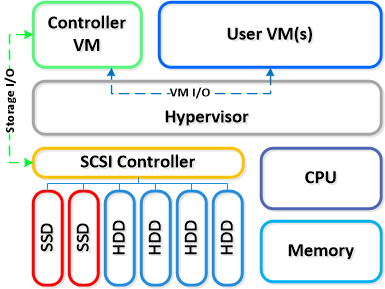 Controller
VM
User VM(s)
Storage I/O
VM I/O
Hypervisor
SCSI Controller
CPU
SSD
SSD
HDD
HDD
HDD
HDD
Memory